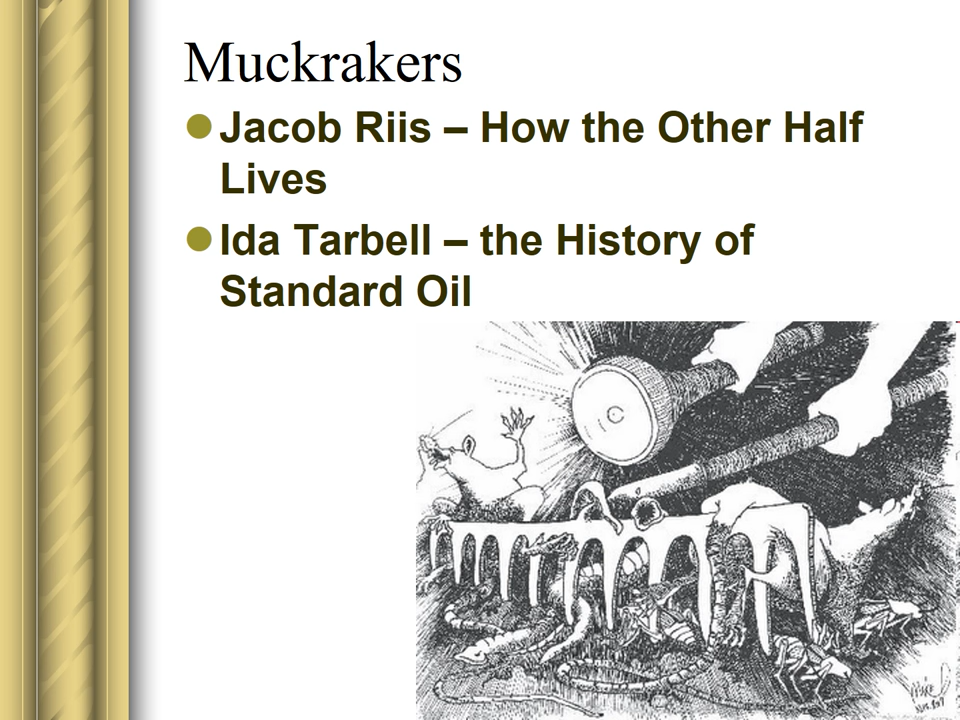 Muckrakers
Jacob Riis – How the Other Half
Lives
Ida Tarbell – the History of
Standard Oil